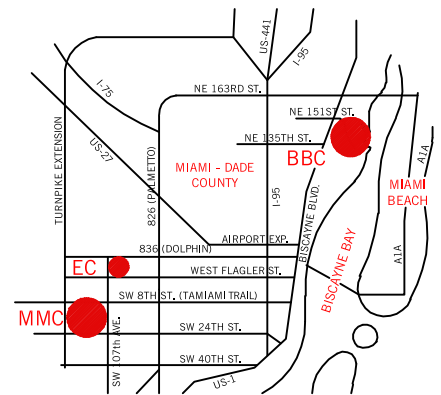 US-441
I-95
I-75
NE 163RD ST.
NE 151ST ST.
NE 135TH ST.
BBC
US-27
TURNPIKE EXTENSION
826 (PALMETTO)
MIAMI - DADE
COUNTY
I-95
BISCAYNE BLVD.
A1A
MIAMI
BEACH
A1A
BISCAYNE BAY
AIRPORT EXP.
836 (DOLPHIN)
EC
WEST FLAGLER ST.
SW 8TH ST. (TAMIAMI TRAIL)
MMC
SW 24TH ST.
SW 107th AVE.
SW 40TH ST.
US-1